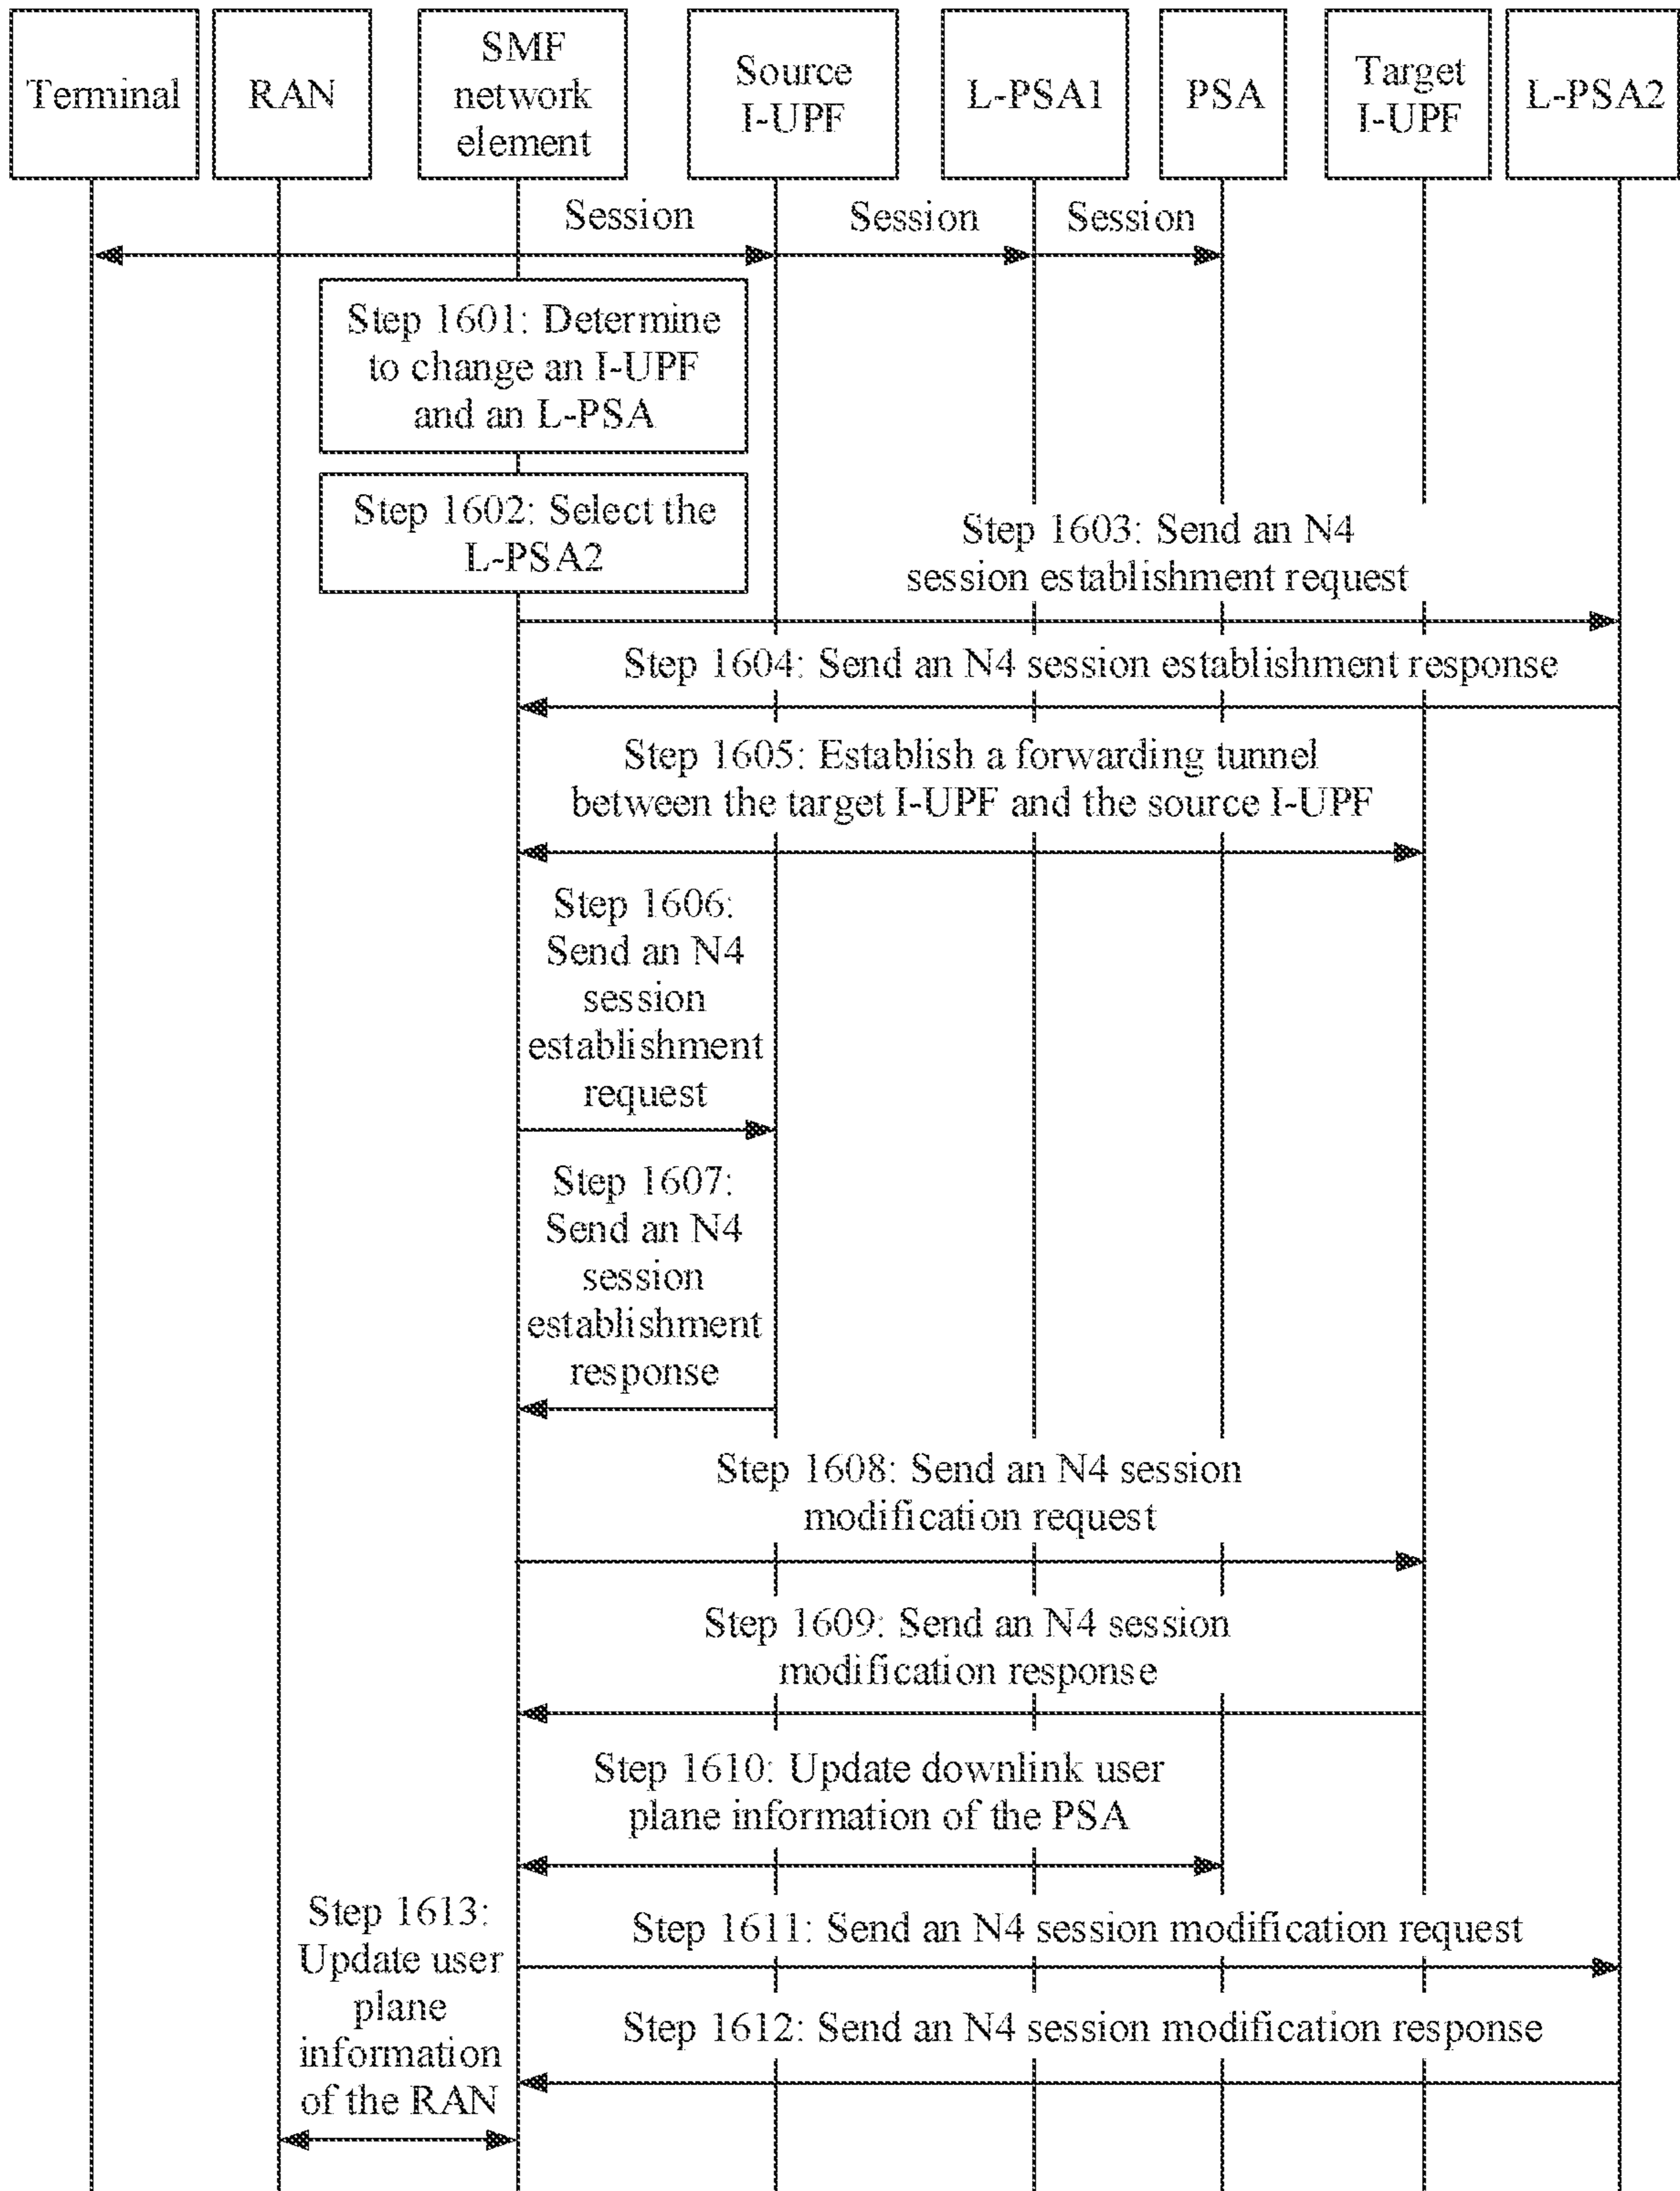 Terminal
RAN
SMF
network
element
Source
I-UPF
L-PSA1
PSA
Target
I-UPF
L-PSA2
Session
Session
Session
Step 1601: Determine
to change an I-UPF
and an L-PSA
Step 1602: Select the
L-PSA2
Step 1603: Send an N4
session establishment request
Step 1604: Send an N4 session establishment response
Step 1605: Establish a forwarding tunnel
between the target I-UPF and the source I-UPF
Step 1606:
Send an N4
session
establishment
request
Step 1607:
Send an N4
session
establishment
response
Step 1608: Send an N4 session
modification request
Step 1609: Send an N4 session
modification response
Step 1610: Update downlink user
plane information of the PSA
Step 1613:
Update user
plane
information
of the RAN
Step 1611: Send an N4 session modification request
Step 1612: Send an N4 session modification response